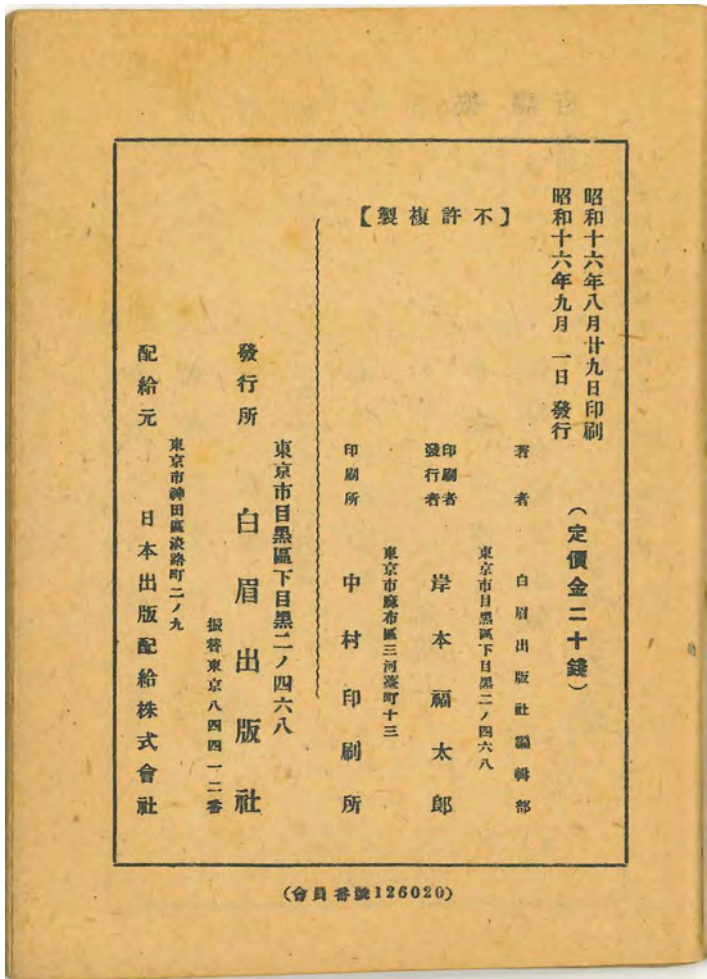 昭和十六年八月廿九日印刷
昭和十六年九月 一日 發行
(定價金二十錢)
【不許複製】
著者 白眉出版社編輯部
東京市目黑區下目黑二ノ四六八
印刷者
發行者 岸本福太郎
東京市麻布區三河臺町十三
印刷所 中村印刷所
東京市目黑區下目黑二ノ四六八
發行所 白眉出版社
振替東京八四四一二番
東京市神田區淡路町二ノ九
配給元 日本出版配給株式會社
(會員番號126020)